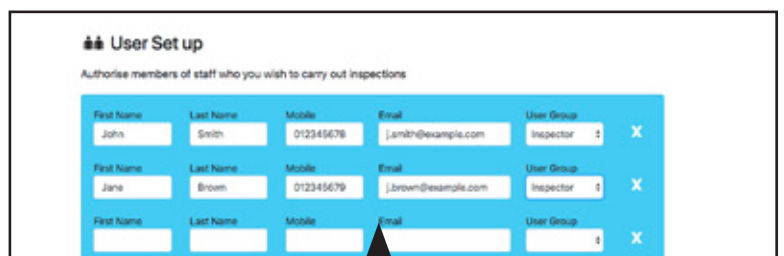 User Set up
Authorise members of staff who you wish to carry out inspections
First Name Last Name Mobile Email User Group
John Smith 012345678 j.smith@example.com Inspector X
First Name Last Name Mobile Email User Group
Jane Brown 012345679 j.brown@example.com Inspector X
First Name Last Name Mobile Email User Group
X